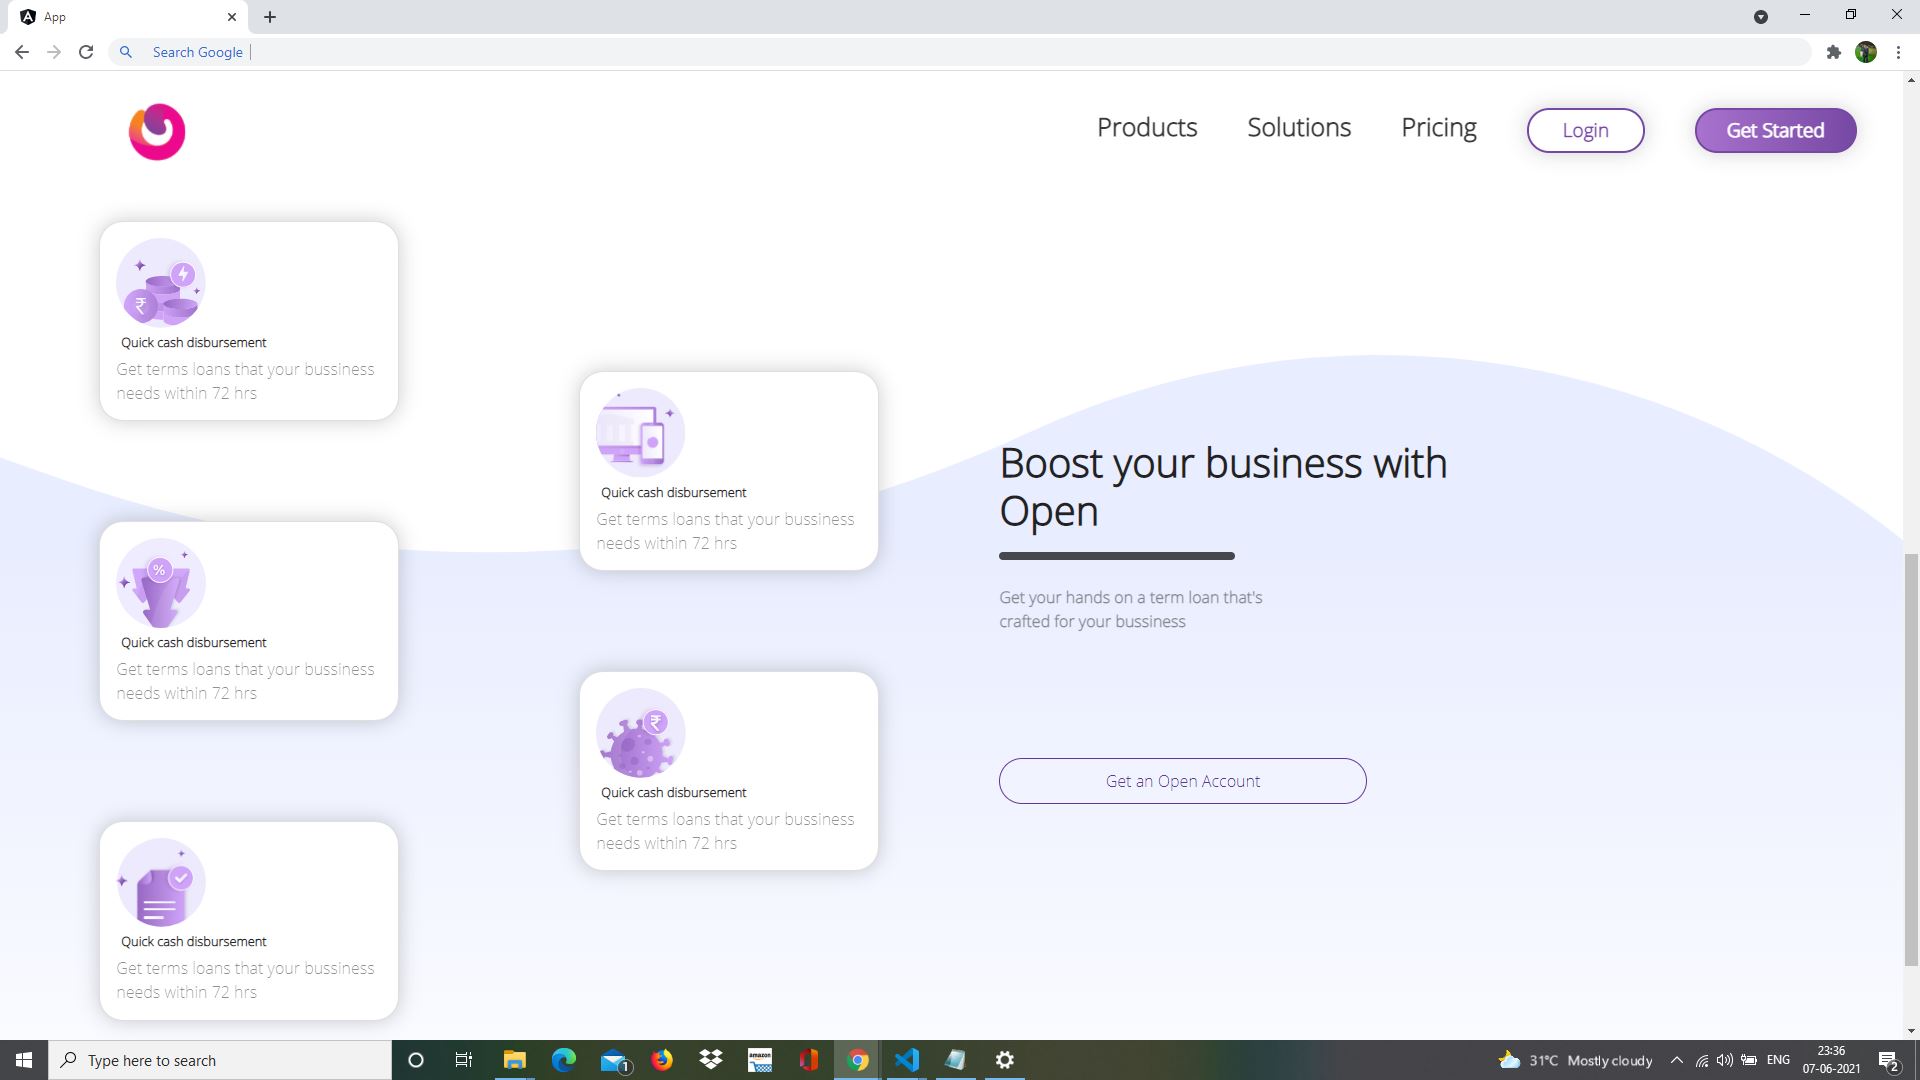 App
Search Google
Products
Solutions
Pricing
Login
Get Started
₹
Quick cash disbursement
Get terms loans that your bussiness
needs within 72 hrs
Quick cash disbursement
Get terms loans that your bussiness
needs within 72 hrs
Boost your business with
Open
Get your hands on a term loan that's
crafted for your bussiness
%
Quick cash disbursement
Get terms loans that your bussiness
needs within 72 hrs
₹
Quick cash disbursement
Get terms loans that your bussiness
needs within 72 hrs
Get an Open Account
Quick cash disbursement
Get terms loans that your bussiness
needs within 72 hrs
Type here to search
1
amazon
31°C Mostly cloudy
ENG
23:36
07-06-2021
2